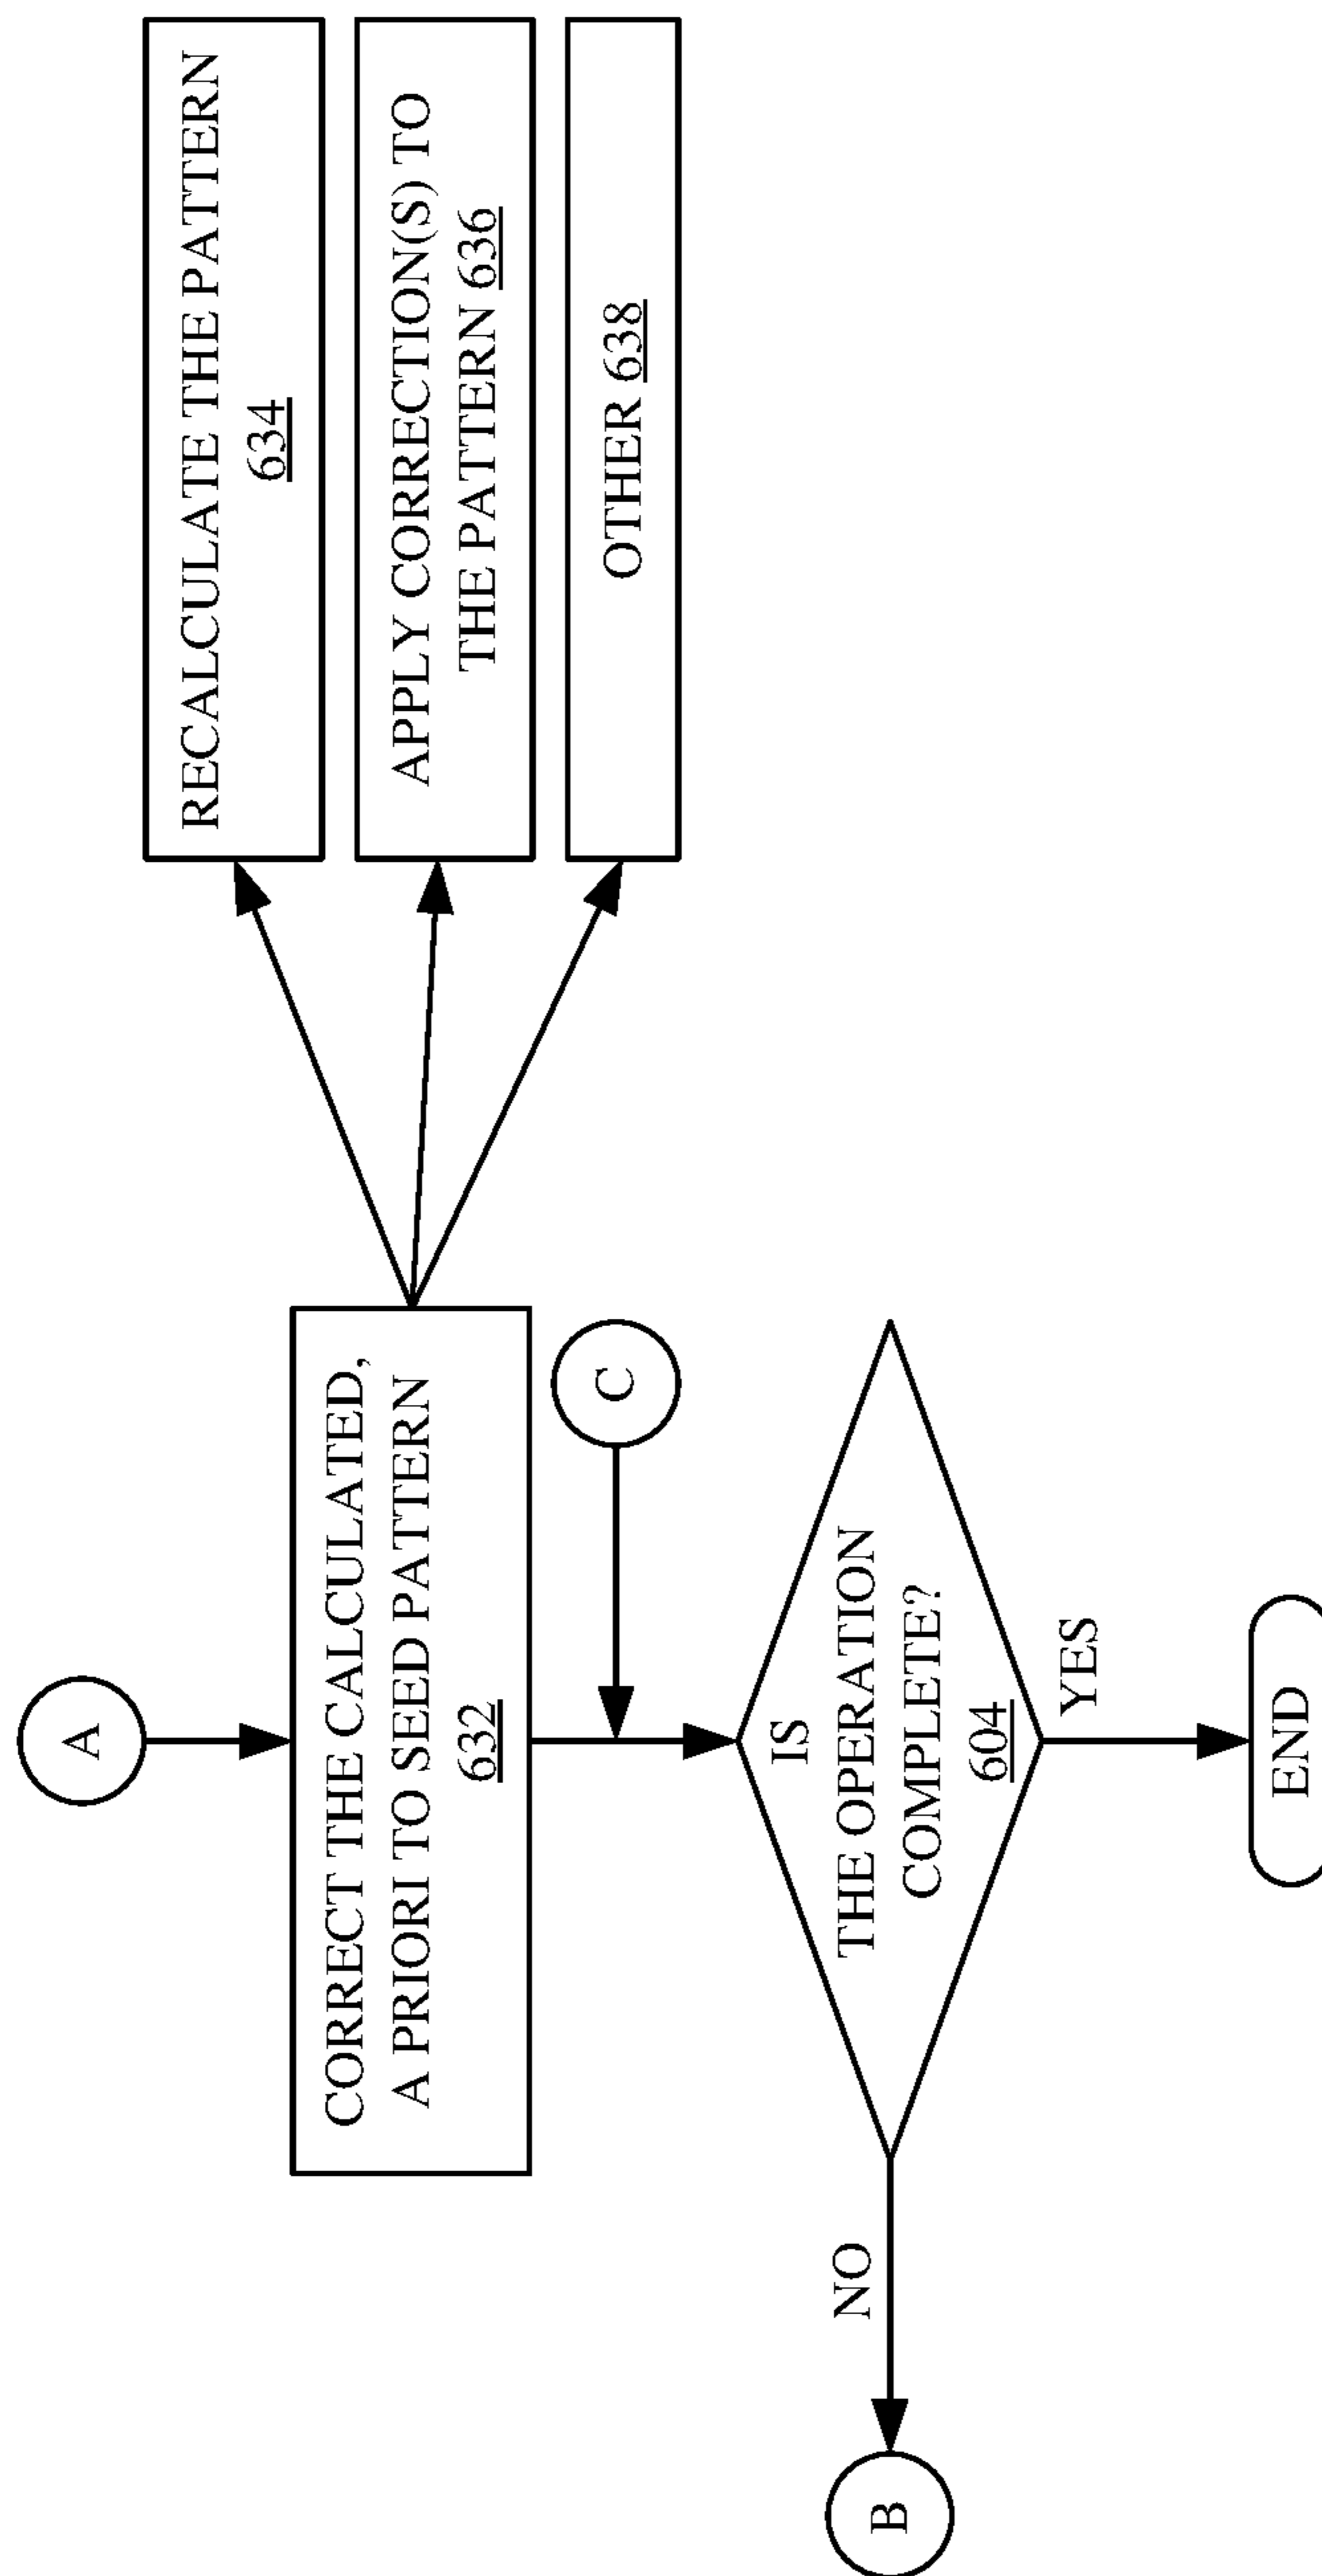 A
CORRECT THE CALCULATED,
A PRIORI TO SEED PATTERN
632
RECALCULATE THE PATTERN
634
APPLY CORRECTION(S) TO
THE PATTERN 636
OTHER 638
C
IS
THE OPERATION
COMPLETE?
604
NO
B
YES
END